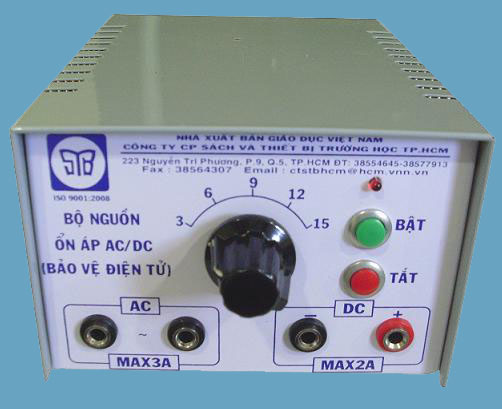 NHÀ XUẤT BẢN GIÁO DỤC VIỆT NAM
CÔNG TY CP SÁCH VÀ THIẾT BỊ TRƯỜNG HỌC TP.HCM
223 Nguyễn Tri Phương, P.9, Q.5, TP.HCM ĐT: 38554645-38577913
Fax : 38564307 Email : ctstbhcm@hcm.vnn.vn
STB
ISO 9001:2008
BỘ NGUỒN
ỔN ÁP AC/DC
(BẢO VỆ ĐIỆN TỬ)
3 6 9 12 15
BẬT
TẮT
AC
~
MAX3A
DC
– +
MAX2A